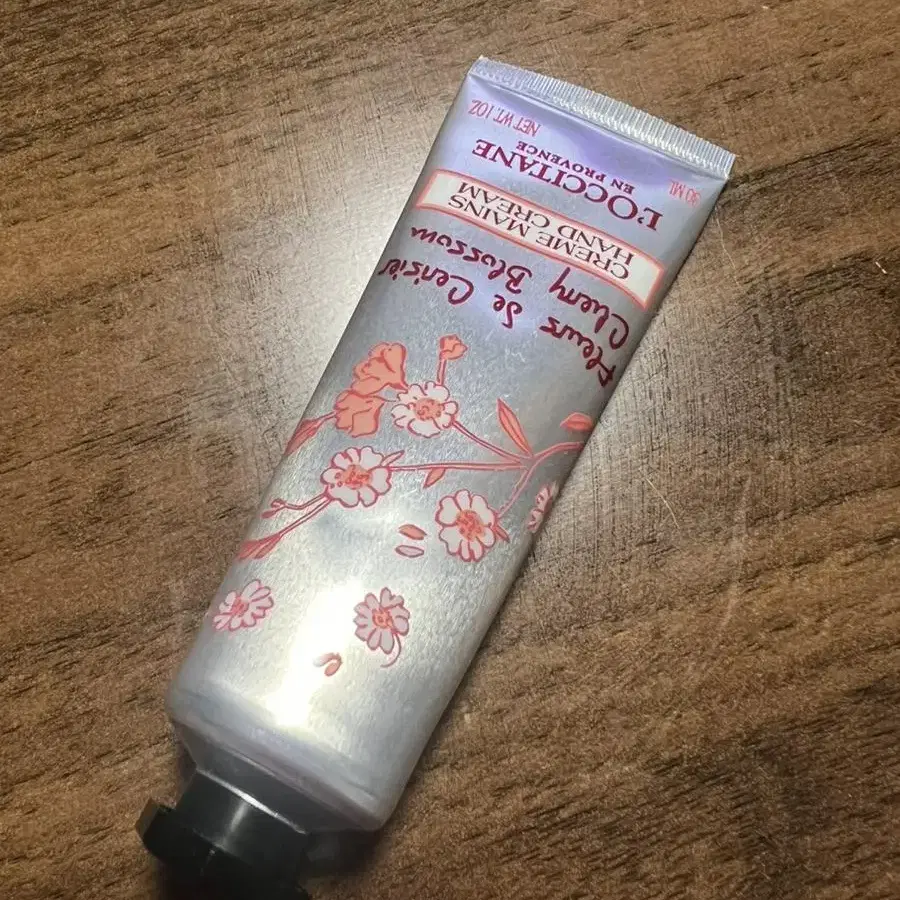 30 ML NET WT. 1OZ
L'OCCITANE
EN PROVENCE
CREME MAINS
HAND CREAM
Fleurs de Cerisier
Cherry Blossom